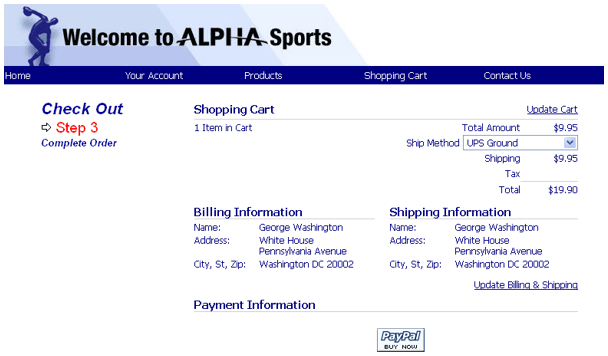 Welcome to ALPHA Sports
Home Your Account Products Shopping Cart Contact Us
Check Out
Step 3
Complete Order
Shopping Cart Update Cart
1 Item in Cart Total Amount $9.95
Ship Method UPS Ground
Shipping $9.95
Tax
Total $19.90
Billing Information Shipping Information
Name: George Washington Name: George Washington
Address: White House Address: White House
Pennsylvania Avenue Pennsylvania Avenue
City, St, Zip: Washington DC 20002 City, St, Zip: Washington DC 20002
Update Billing & Shipping
Payment Information
PayPal
BUY NOW